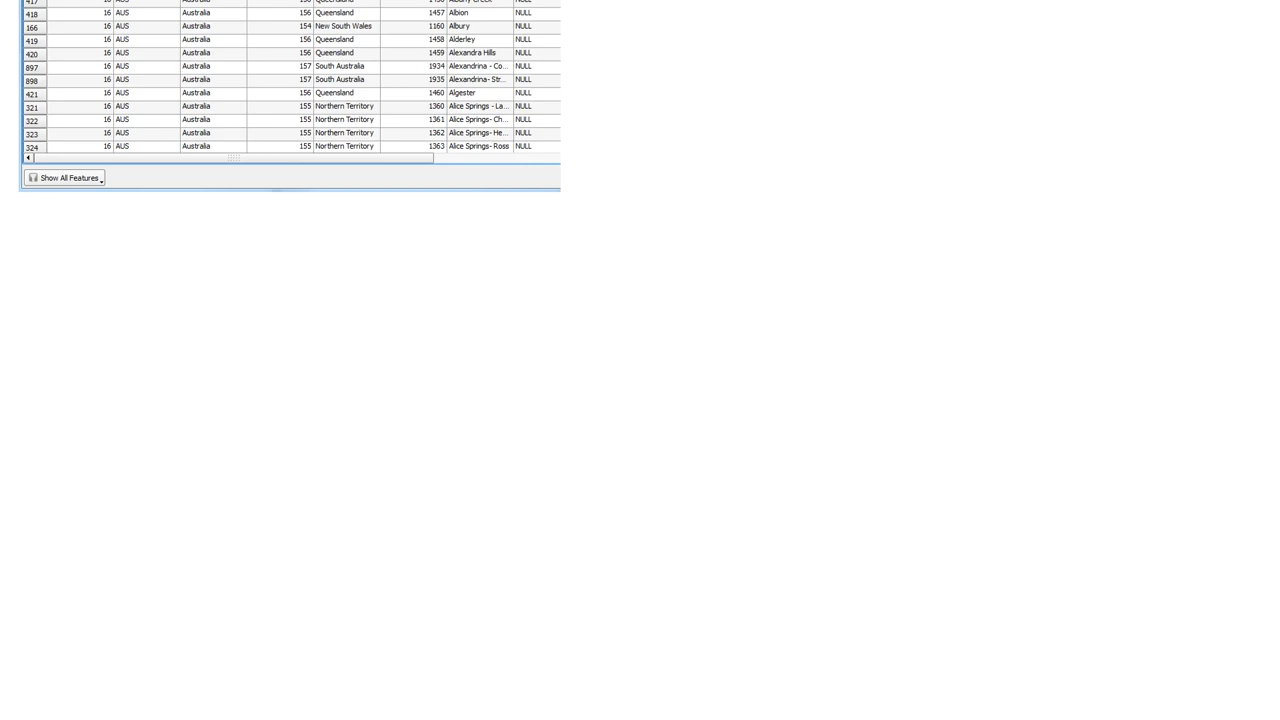 418 16 AUS Australia 156 Queensland 1457 Albion NULL
166 16 AUS Australia 154 New South Wales 1160 Albury NULL
419 16 AUS Australia 156 Queensland 1458 Alderley NULL
420 16 AUS Australia 156 Queensland 1459 Alexandra Hills NULL
897 16 AUS Australia 157 South Australia 1934 Alexandrina - Co... NULL
898 16 AUS Australia 157 South Australia 1935 Alexandrina- Str... NULL
421 16 AUS Australia 156 Queensland 1460 Algester NULL
321 16 AUS Australia 155 Northern Territory 1360 Alice Springs - La... NULL
322 16 AUS Australia 155 Northern Territory 1361 Alice Springs- Ch... NULL
323 16 AUS Australia 155 Northern Territory 1362 Alice Springs- He... NULL
324 16 AUS Australia 155 Northern Territory 1363 Alice Springs- Ross NULL
Show All Features